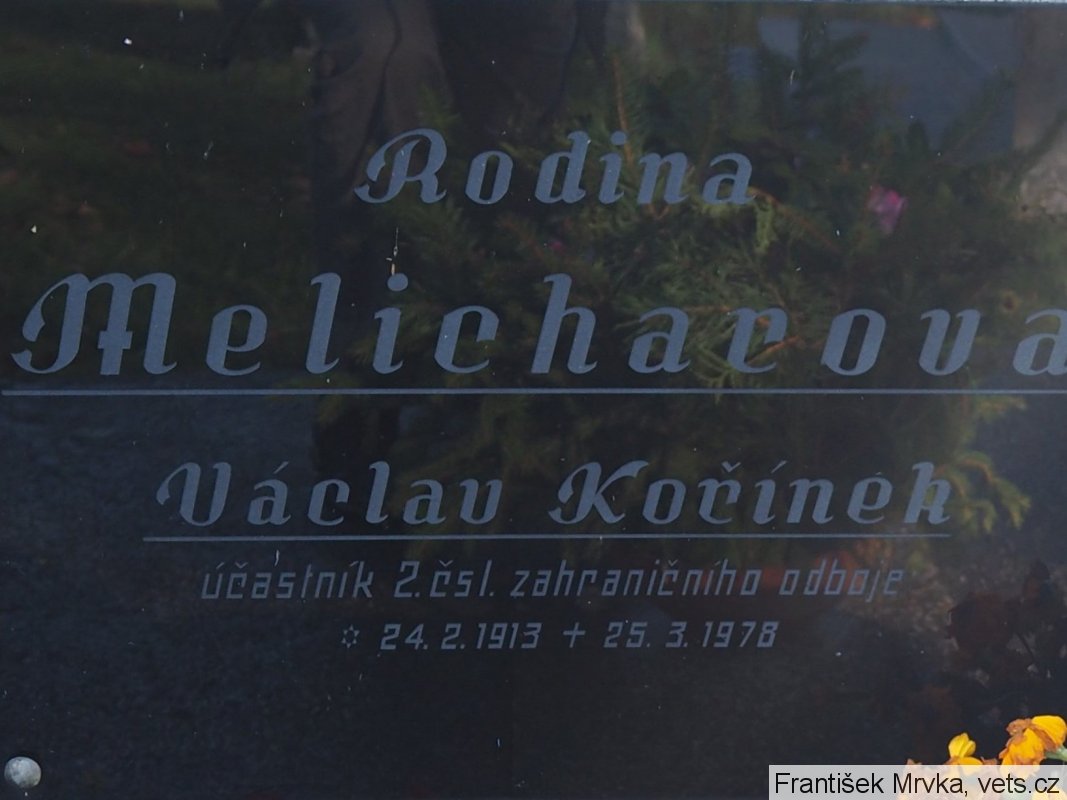 Rodina
Melicharova
Václav Kořínek
účastník 2. čsl. zahraničního odboje
✡ 24. 2. 1913 + 25. 3. 1978
František Mrvka, vets.cz